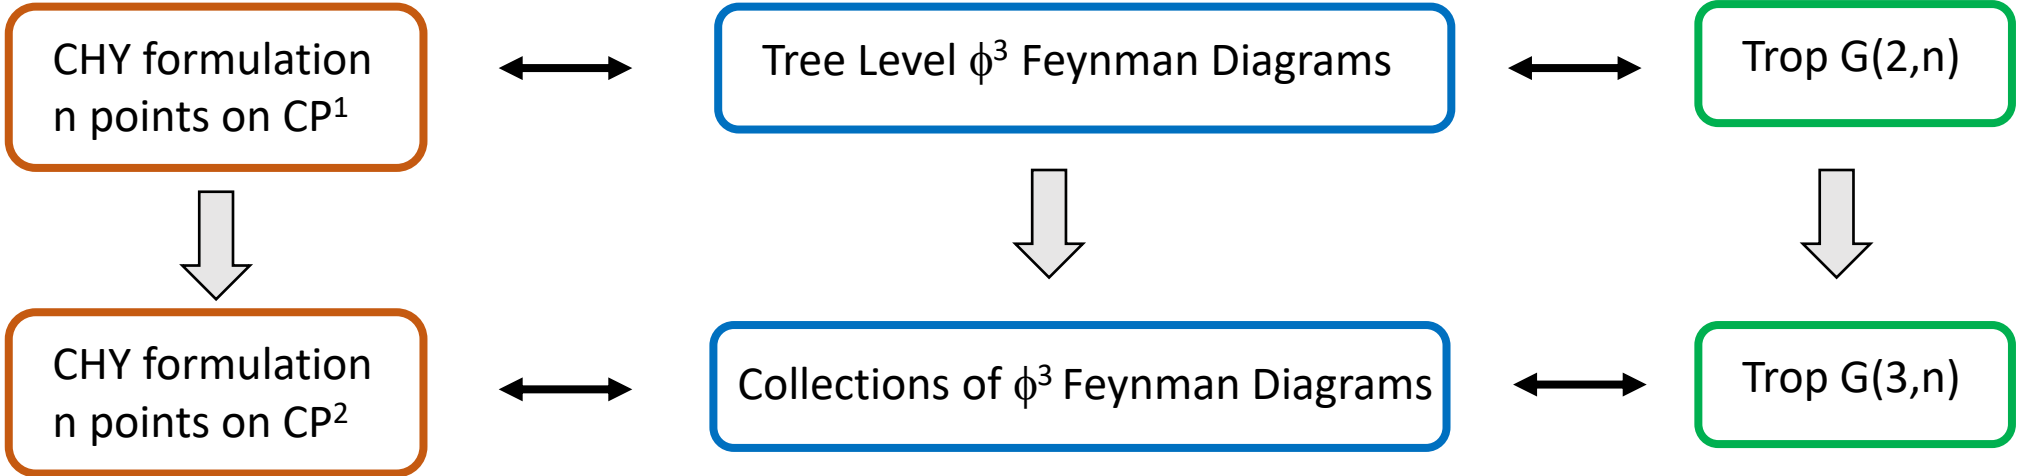 CHY formulation
n points on CP¹
Tree Level ϕ³ Feynman Diagrams
Trop G(2,n)
CHY formulation
n points on CP²
Collections of ϕ³ Feynman Diagrams
Trop G(3,n)